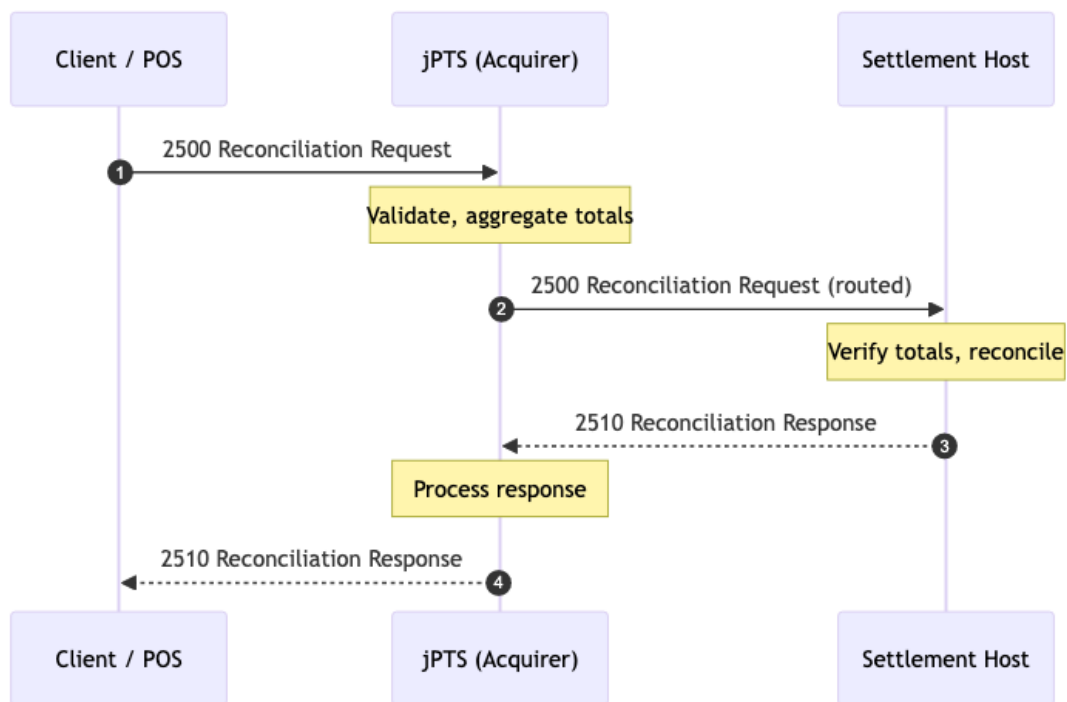 Client / POS
jPTS (Acquirer)
Settlement Host
2500 Reconciliation Request
1
Validate, aggregate totals
2500 Reconciliation Request (routed)
2
Verify totals, reconcile
2510 Reconciliation Response
3
Process response
2510 Reconciliation Response
4
Client / POS
jPTS (Acquirer)
Settlement Host